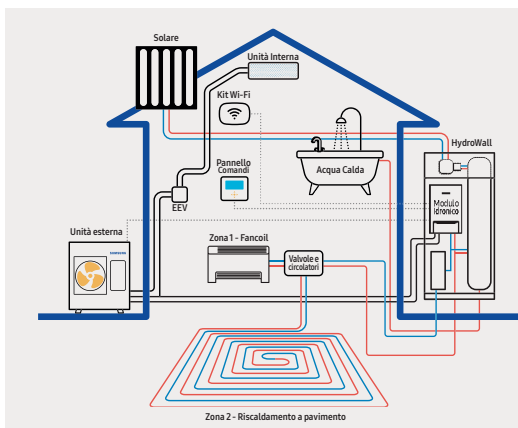 Solare
Unità Interna
Kit Wi-Fi
HydroWall
Pannello
Comandi
Acqua Calda
Modulo
Idronico
EEV
Unità esterna
SAMSUNG
Zona 1 - Fancoil
Valvole e
circolatori
Zona 2 - Riscaldamento a pavimento